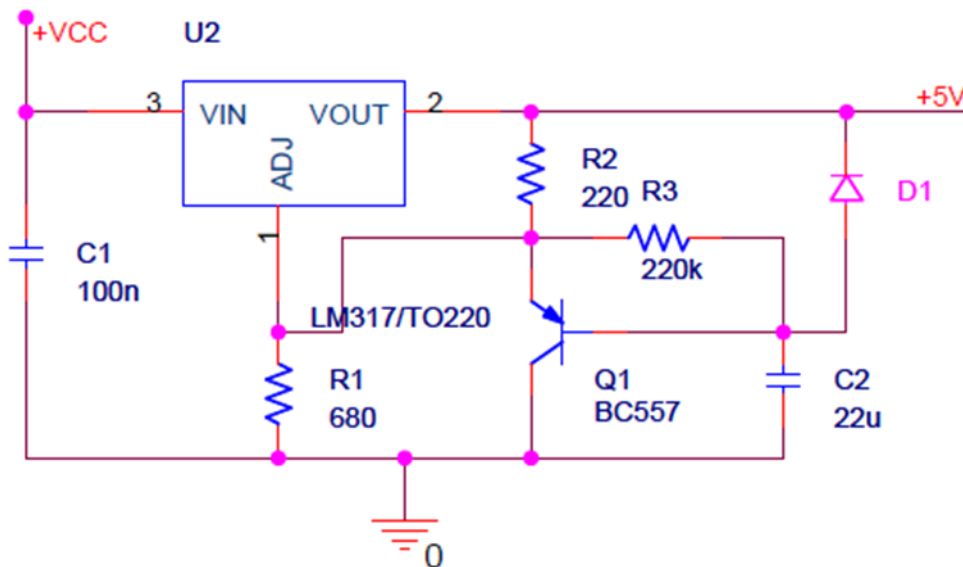 +VCC
U2
3
VIN
VOUT
2
+5V
ADJ
R2
220
R3
D1
1
C1
100n
220k
LM317/TO220
R1
680
Q1
BC557
C2
22u
0